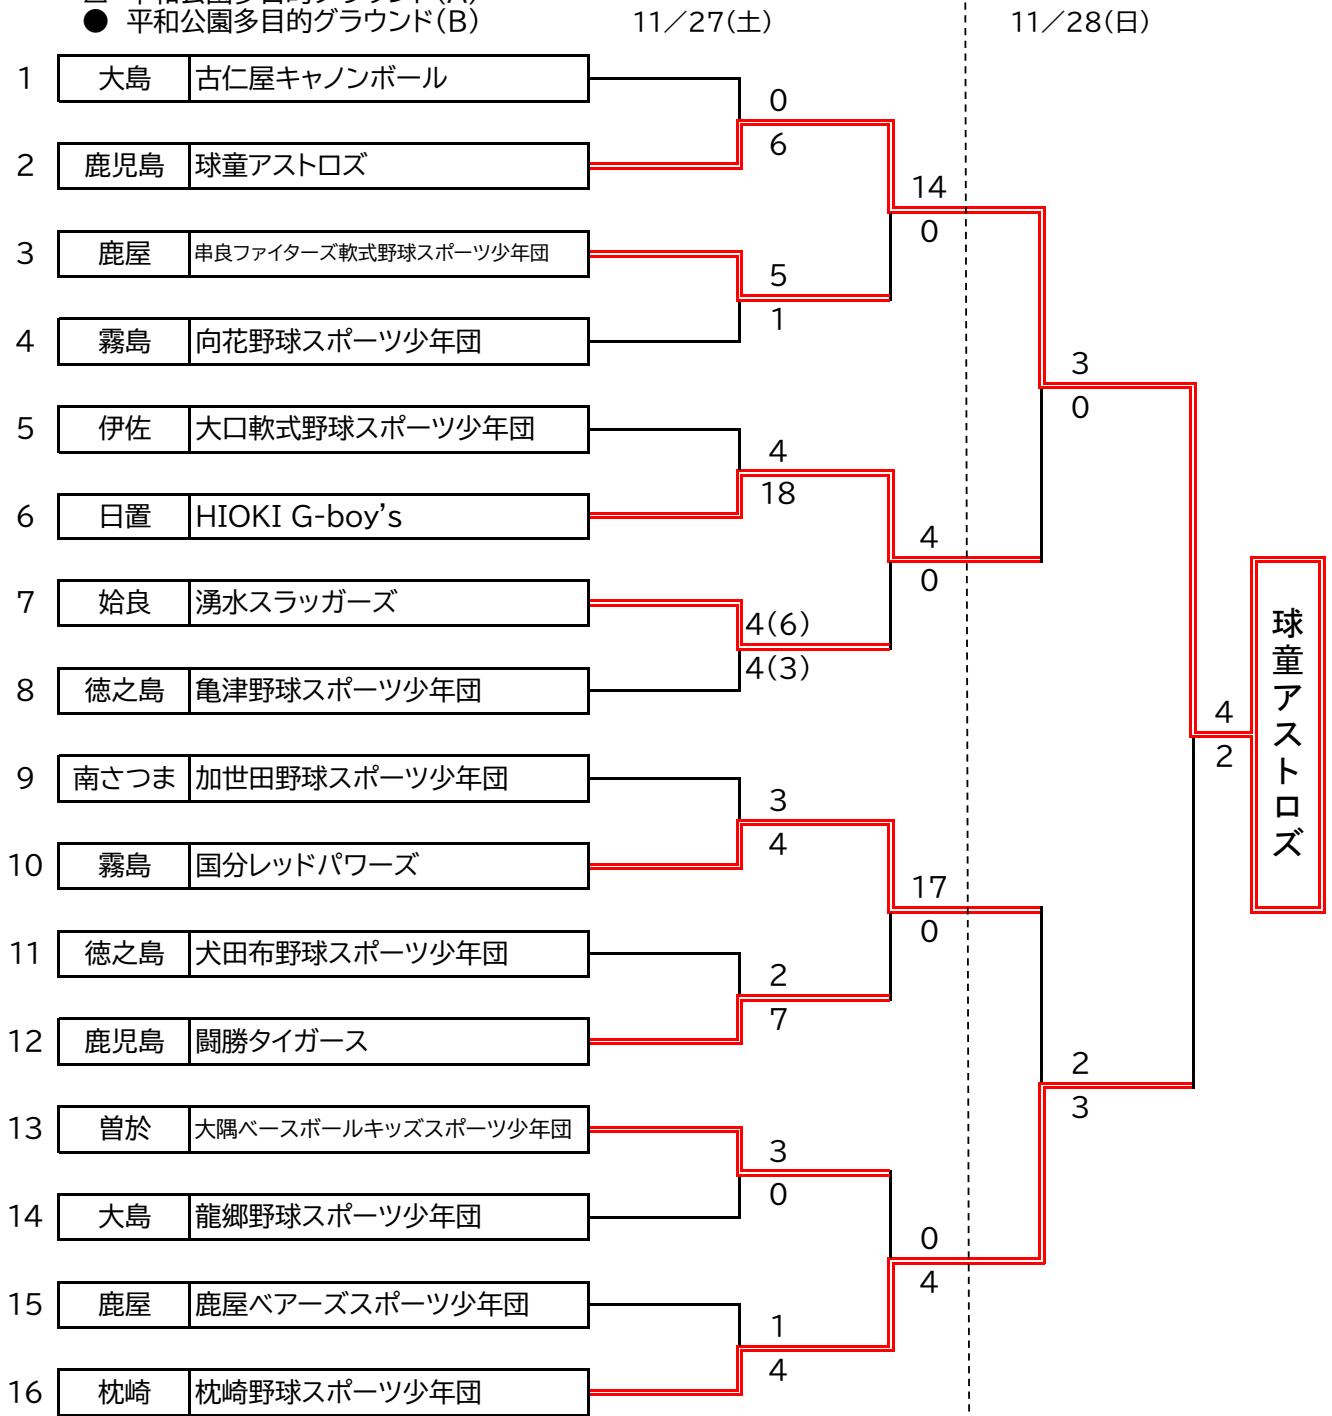 ● 平和公園多目的グラウンド(B) 11／27(土) 11／28(日)
1 大島 古仁屋キャノンボール
0
6
2 鹿児島 球童アストロズ
14
0
3 鹿屋 串良ファイターズ軟式野球スポーツ少年団
5
1
4 霧島 向花野球スポーツ少年団
3
0
5 伊佐 大口軟式野球スポーツ少年団
4
18
6 日置 HIOKI G-boy's
4
0
7 姶良 湧水スラッガーズ
4(6)
4(3)
8 徳之島 亀津野球スポーツ少年団
4
2
球童アストロズ
9 南さつま 加世田野球スポーツ少年団
3
4
10 霧島 国分レッドパワーズ
17
0
11 徳之島 犬田布野球スポーツ少年団
2
7
12 鹿児島 闘勝タイガース
2
3
13 曽於 大隅ベースボールキッズスポーツ少年団
3
0
14 大島 龍郷野球スポーツ少年団
0
4
15 鹿屋 鹿屋ベアーズスポーツ少年団
1
4
16 枕崎 枕崎野球スポーツ少年団